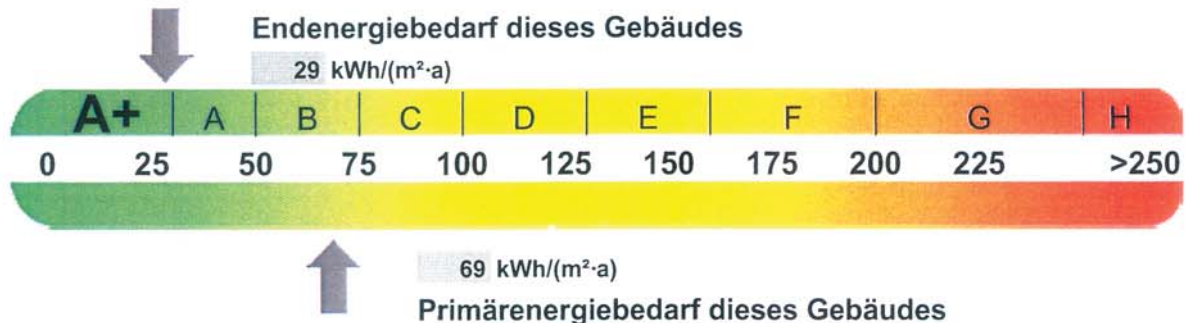 Endenergiebedarf dieses Gebäudes
29 kWh/(m²·a)
A+ A B C D E F G H
0 25 50 75 100 125 150 175 200 225 >250
69 kWh/(m²·a)
Primärenergiebedarf dieses Gebäudes